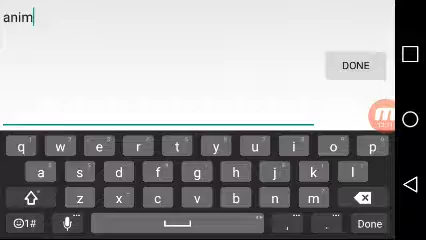 anim
DONE
q w e r t y u i o p
a s d f g h j k l
z x c v b n m
☺1# , . Done